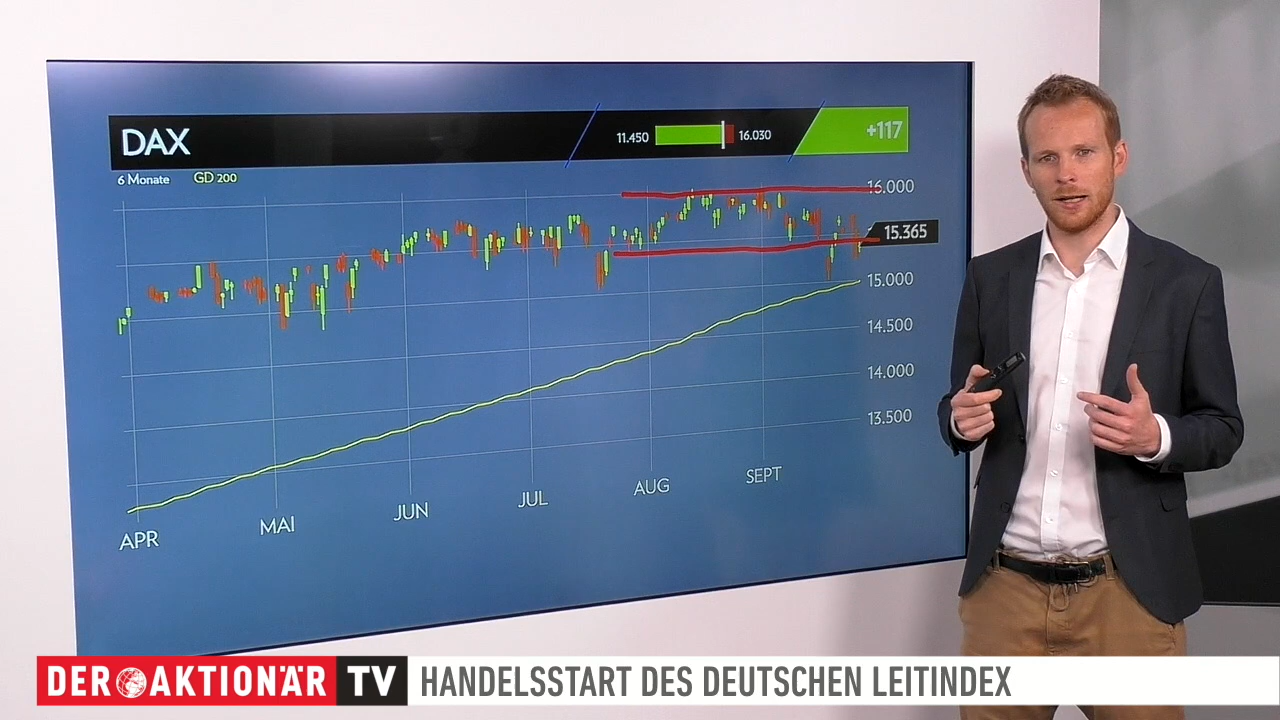 DAX
11.450
16.030
+117
6 Monate GD 200
16.000
15.365
15.000
14.500
14.000
13.500
APR MAI JUN JUL AUG SEPT
DER AKTIONÄR TV HANDELSSTART DES DEUTSCHEN LEITINDEX